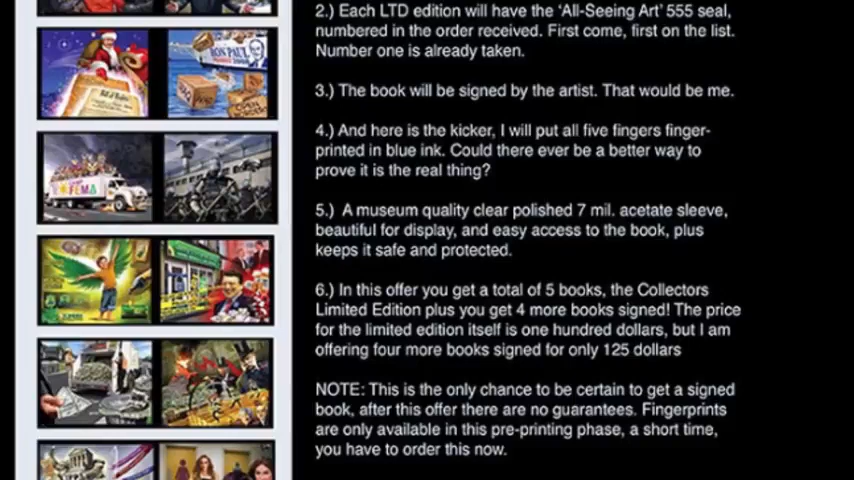 2.) Each LTD edition will have the ‘All-Seeing Art’ 555 seal,
numbered in the order received. First come, first on the list.
Number one is already taken.
3.) The book will be signed by the artist. That would be me.
4.) And here is the kicker, I will put all five fingers finger-
printed in blue ink. Could there ever be a better way to
prove it is the real thing?
5.) A museum quality clear polished 7 mil. acetate sleeve,
beautiful for display, and easy access to the book, plus
keeps it safe and protected.
6.) In this offer you get a total of 5 books, the Collectors
Limited Edition plus you get 4 more books signed! The price
for the limited edition itself is one hundred dollars, but I am
offering four more books signed for only 125 dollars
NOTE: This is the only chance to be certain to get a signed
book, after this offer there are no guarantees. Fingerprints
are only available in this pre-printing phase, a short time,
you have to order this now.
RON PAUL
FEMA